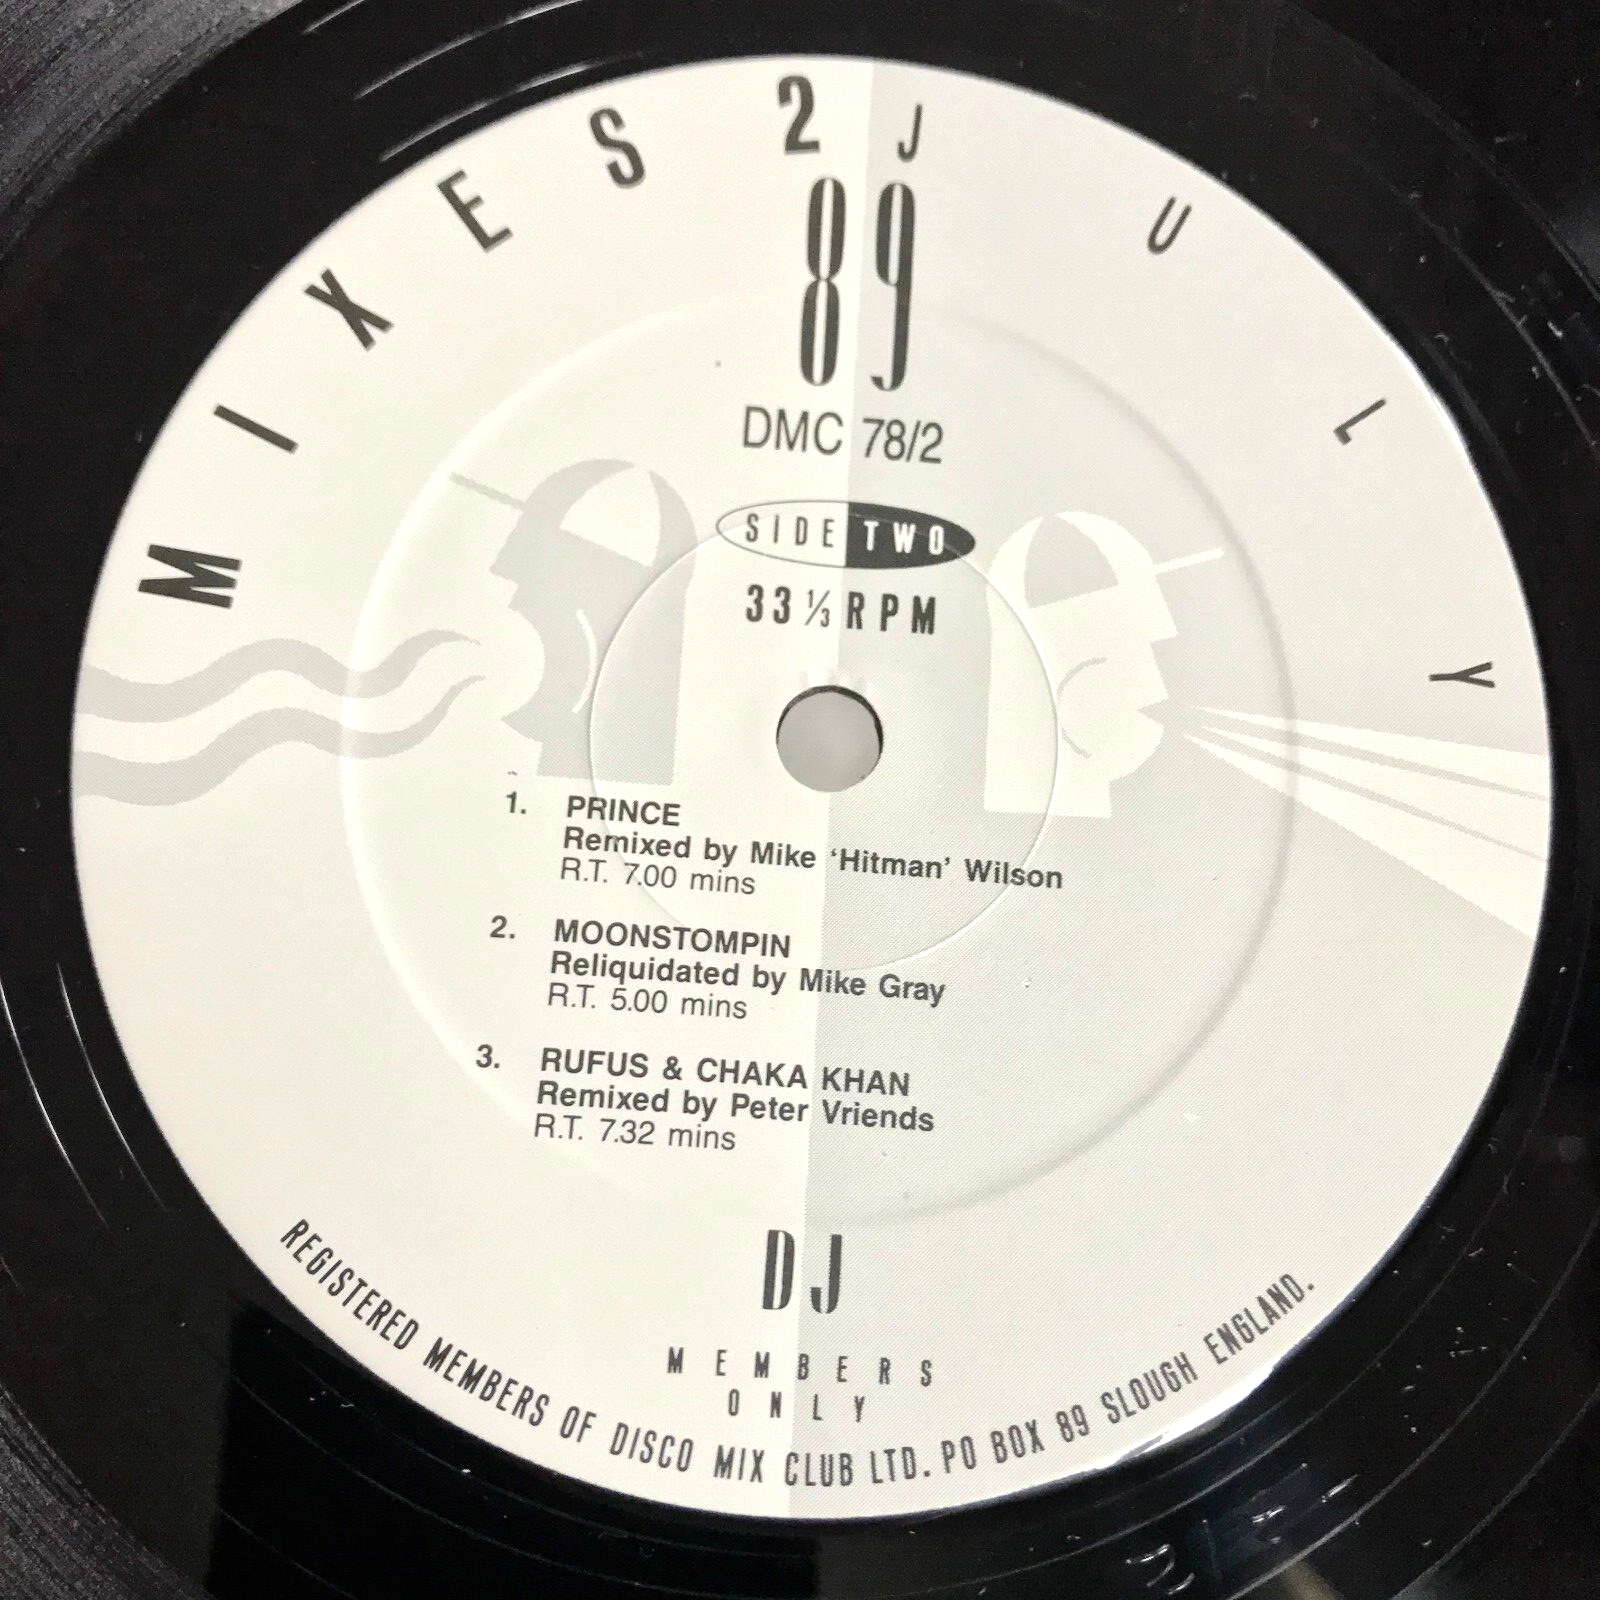 MIXES 2
JULY
89
DMC 78/2
SIDE TWO
33 ⅓ RPM
1. PRINCE
Remixed by Mike ‘Hitman’ Wilson
R.T. 7.00 mins
2. MOONSTOMPIN
Reliquidated by Mike Gray
R.T. 5.00 mins
3. RUFUS & CHAKA KHAN
Remixed by Peter Vriends
R.T. 7.32 mins
DJ
MEMBERS
ONLY
REGISTERED MEMBERS OF DISCO MIX CLUB LTD. PO BOX 89 SLOUGH ENGLAND.